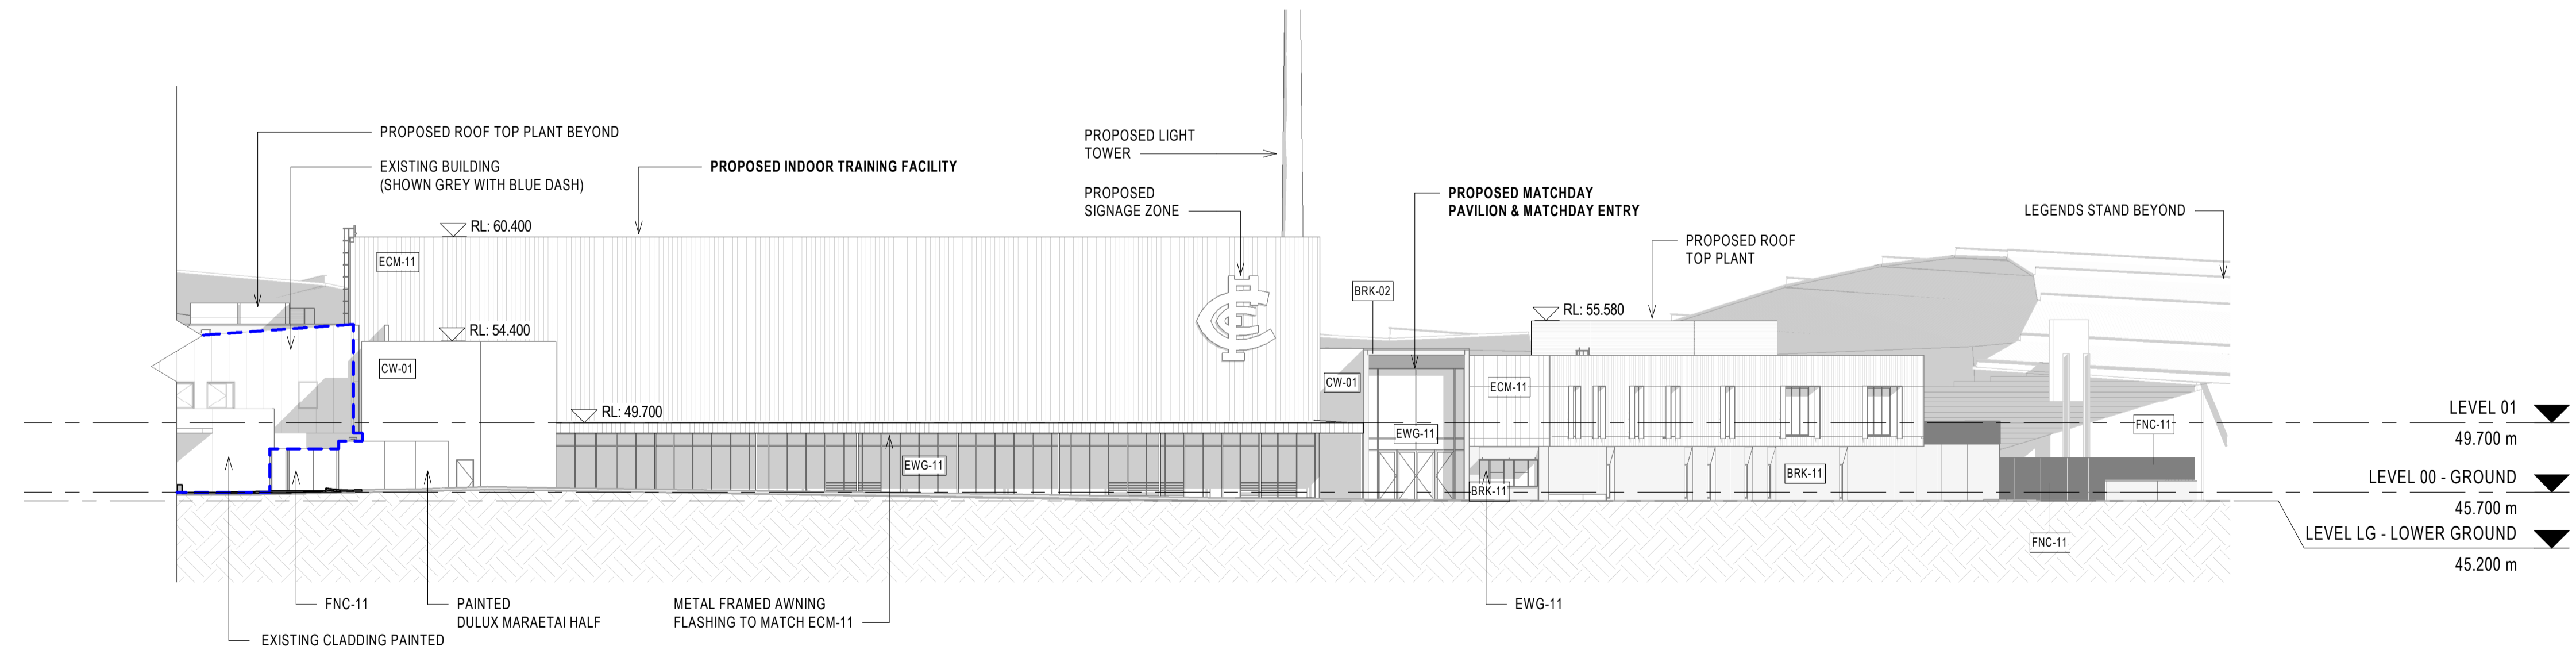 PROPOSED ROOF TOP PLANT BEYOND
EXISTING BUILDING
(SHOWN GREY WITH BLUE DASH)
PROPOSED INDOOR TRAINING FACILITY
PROPOSED LIGHT
TOWER
PROPOSED
SIGNAGE ZONE
PROPOSED MATCHDAY
PAVILION & MATCHDAY ENTRY
LEGENDS STAND BEYOND
PROPOSED ROOF
TOP PLANT
RL: 60.400
ECM-11
BRK-02
RL: 55.580
RL: 54.400
CW-01
CFC
CW-01
ECM-11
RL: 49.700
LEVEL 01
49.700 m
EWG-11
FNC-11
EWG-11
BRK-11
BRK-11
LEVEL 00 - GROUND
45.700 m
LEVEL LG - LOWER GROUND
45.200 m
FNC-11
FNC-11
PAINTED
DULUX MARAETAI HALF
METAL FRAMED AWNING
FLASHING TO MATCH ECM-11
EWG-11
EXISTING CLADDING PAINTED